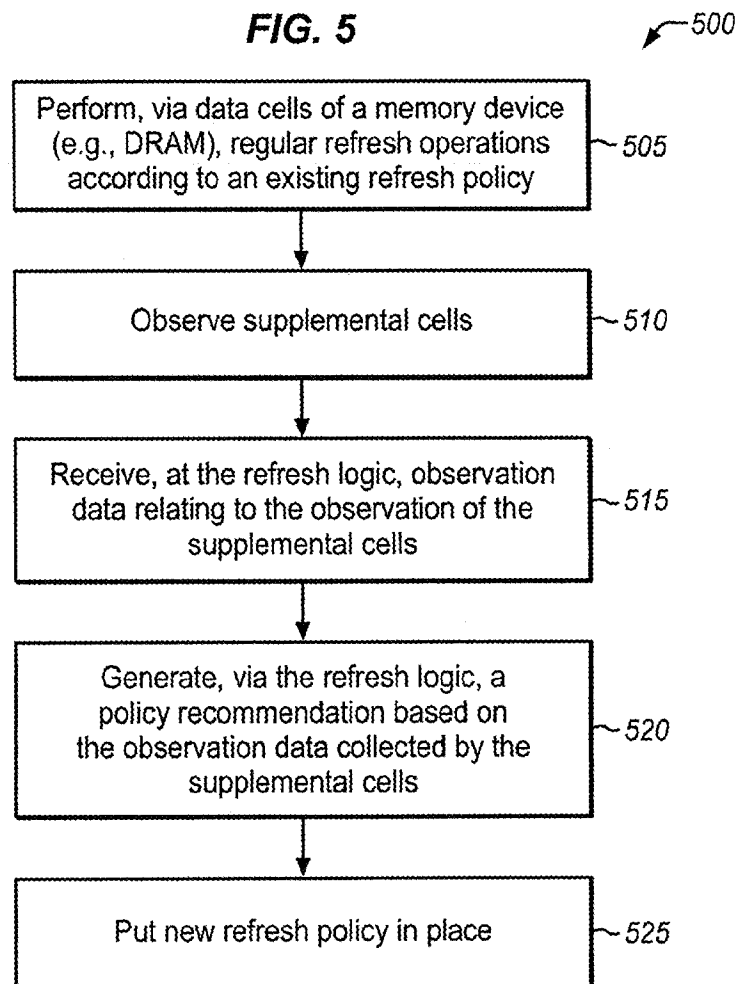 FIG. 5
500
Perform, via data cells of a memory device
(e.g., DRAM), regular refresh operations
according to an existing refresh policy
505
Observe supplemental cells
510
Receive, at the refresh logic, observation
data relating to the observation of the
supplemental cells
515
Generate, via the refresh logic, a
policy recommendation based on
the observation data collected by the
supplemental cells
520
Put new refresh policy in place
525